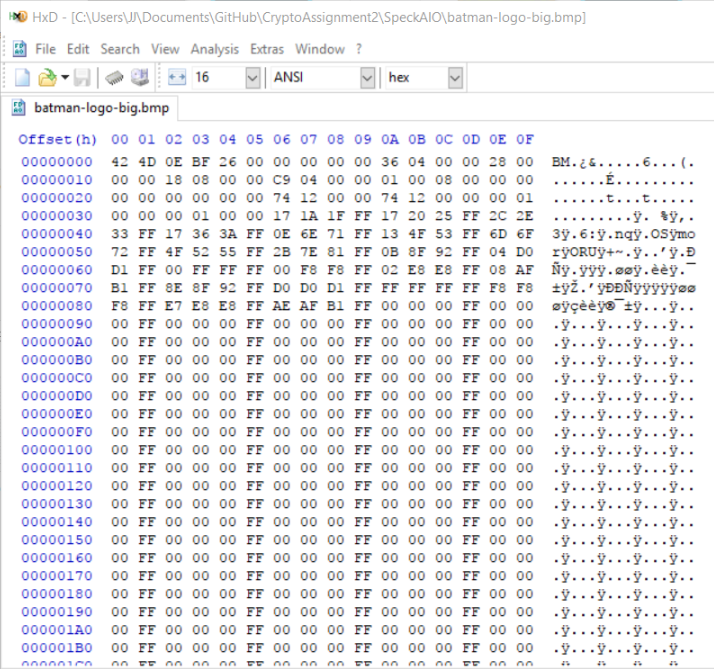 HxD - [C:\Users\JJ\Documents\GitHub\CryptoAssignment2\SpeckAIO\batman-logo-big.bmp]
File Edit Search View Analysis Extras Window ?
16 ANSI hex
batman-logo-big.bmp
Offset(h) 00 01 02 03 04 05 06 07 08 09 0A 0B 0C 0D 0E 0F
00000000 42 4D 0E BF 26 00 00 00 00 00 36 04 00 00 28 00 BM.¿&.....6...(.
00000010 00 00 18 08 00 00 C9 04 00 00 01 00 08 00 00 00 ......É.........
00000020 00 00 00 00 00 00 74 12 00 00 74 12 00 00 00 01 ......t...t.....
00000030 00 00 00 01 00 00 17 1A 1F FF 17 20 25 FF 2C 2E .........ÿ. %ÿ,.
00000040 33 FF 17 36 3A FF 0E 6E 71 FF 13 4F 53 FF 6D 6F 3ÿ.6:ÿ.nqÿ.OSÿmo
00000050 72 FF 4F 52 55 FF 2B 7E 81 FF 0B 8F 92 FF 04 D0 rÿORUÿ+~.ÿ..’ÿ.Ð
00000060 D1 FF 00 FF FF FF 00 F8 F8 FF 02 E8 E8 FF 08 AF Ñÿ.ÿÿÿ.øøÿ.èèÿ.¯
00000070 B1 FF 8E 8F 92 FF D0 D0 D1 FF FF FF FF FF F8 F8 ±ÿŽ.’ÿÐÐÑÿÿÿÿÿøø
00000080 F8 FF E7 E8 E8 FF AE AF B1 FF 00 00 00 FF 00 00 øÿçèèÿ®¯±ÿ...ÿ..
00000090 00 FF 00 00 00 FF 00 00 00 FF 00 00 00 FF 00 00 .ÿ...ÿ...ÿ...ÿ..
000000A0 00 FF 00 00 00 FF 00 00 00 FF 00 00 00 FF 00 00 .ÿ...ÿ...ÿ...ÿ..
000000B0 00 FF 00 00 00 FF 00 00 00 FF 00 00 00 FF 00 00 .ÿ...ÿ...ÿ...ÿ..
000000C0 00 FF 00 00 00 FF 00 00 00 FF 00 00 00 FF 00 00 .ÿ...ÿ...ÿ...ÿ..
000000D0 00 FF 00 00 00 FF 00 00 00 FF 00 00 00 FF 00 00 .ÿ...ÿ...ÿ...ÿ..
000000E0 00 FF 00 00 00 FF 00 00 00 FF 00 00 00 FF 00 00 .ÿ...ÿ...ÿ...ÿ..
000000F0 00 FF 00 00 00 FF 00 00 00 FF 00 00 00 FF 00 00 .ÿ...ÿ...ÿ...ÿ..
00000100 00 FF 00 00 00 FF 00 00 00 FF 00 00 00 FF 00 00 .ÿ...ÿ...ÿ...ÿ..
00000110 00 FF 00 00 00 FF 00 00 00 FF 00 00 00 FF 00 00 .ÿ...ÿ...ÿ...ÿ..
00000120 00 FF 00 00 00 FF 00 00 00 FF 00 00 00 FF 00 00 .ÿ...ÿ...ÿ...ÿ..
00000130 00 FF 00 00 00 FF 00 00 00 FF 00 00 00 FF 00 00 .ÿ...ÿ...ÿ...ÿ..
00000140 00 FF 00 00 00 FF 00 00 00 FF 00 00 00 FF 00 00 .ÿ...ÿ...ÿ...ÿ..
00000150 00 FF 00 00 00 FF 00 00 00 FF 00 00 00 FF 00 00 .ÿ...ÿ...ÿ...ÿ..
00000160 00 FF 00 00 00 FF 00 00 00 FF 00 00 00 FF 00 00 .ÿ...ÿ...ÿ...ÿ..
00000170 00 FF 00 00 00 FF 00 00 00 FF 00 00 00 FF 00 00 .ÿ...ÿ...ÿ...ÿ..
00000180 00 FF 00 00 00 FF 00 00 00 FF 00 00 00 FF 00 00 .ÿ...ÿ...ÿ...ÿ..
00000190 00 FF 00 00 00 FF 00 00 00 FF 00 00 00 FF 00 00 .ÿ...ÿ...ÿ...ÿ..
000001A0 00 FF 00 00 00 FF 00 00 00 FF 00 00 00 FF 00 00 .ÿ...ÿ...ÿ...ÿ..
000001B0 00 FF 00 00 00 FF 00 00 00 FF 00 00 00 FF 00 00 .ÿ...ÿ...ÿ...ÿ..